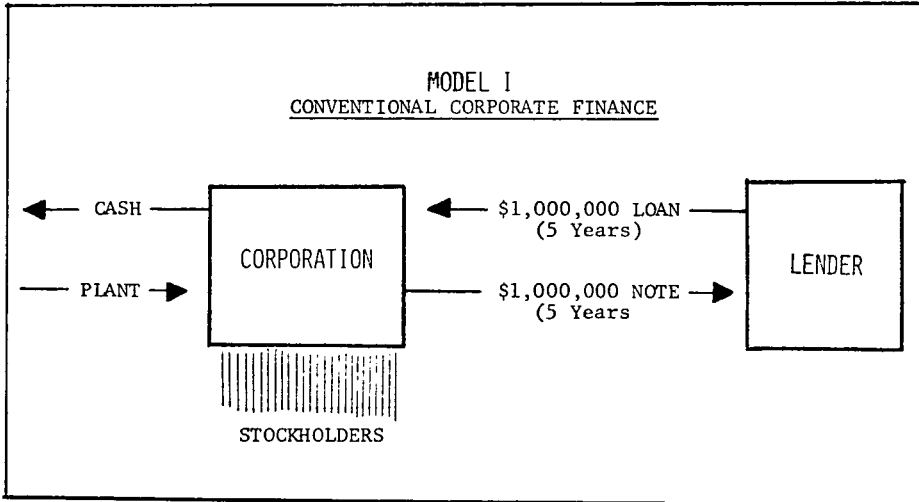 MODEL I
CONVENTIONAL CORPORATE FINANCE
CASH
$1,000,000 LOAN
(5 Years)
CORPORATION
LENDER
PLANT
$1,000,000 NOTE
(5 Years
STOCKHOLDERS